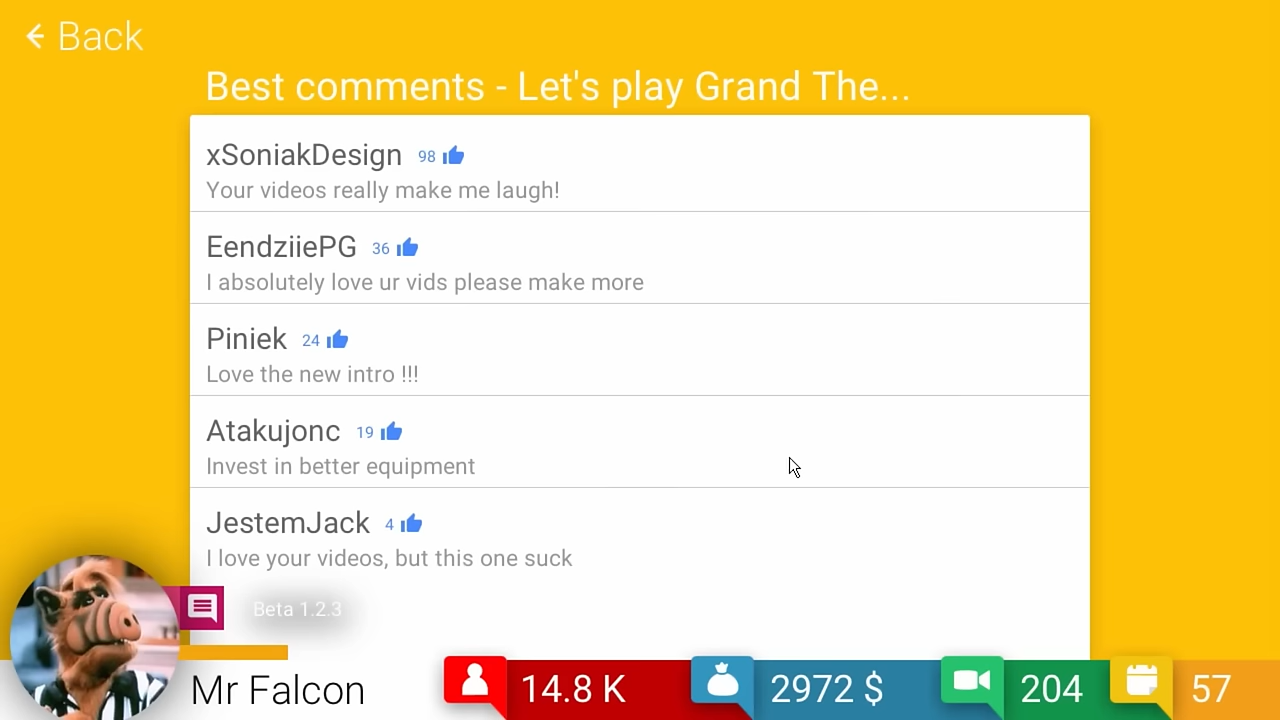 Back
Best comments - Let's play Grand The...
xSoniakDesign 98
Your videos really make me laugh!
EendziiePG 36
I absolutely love ur vids please make more
Piniek 24
Love the new intro !!!
Atakujonc 19
Invest in better equipment
JestemJack 4
I love your videos, but this one suck
Beta 1.2.3
Mr Falcon 14.8 K 2972 $ 204 57